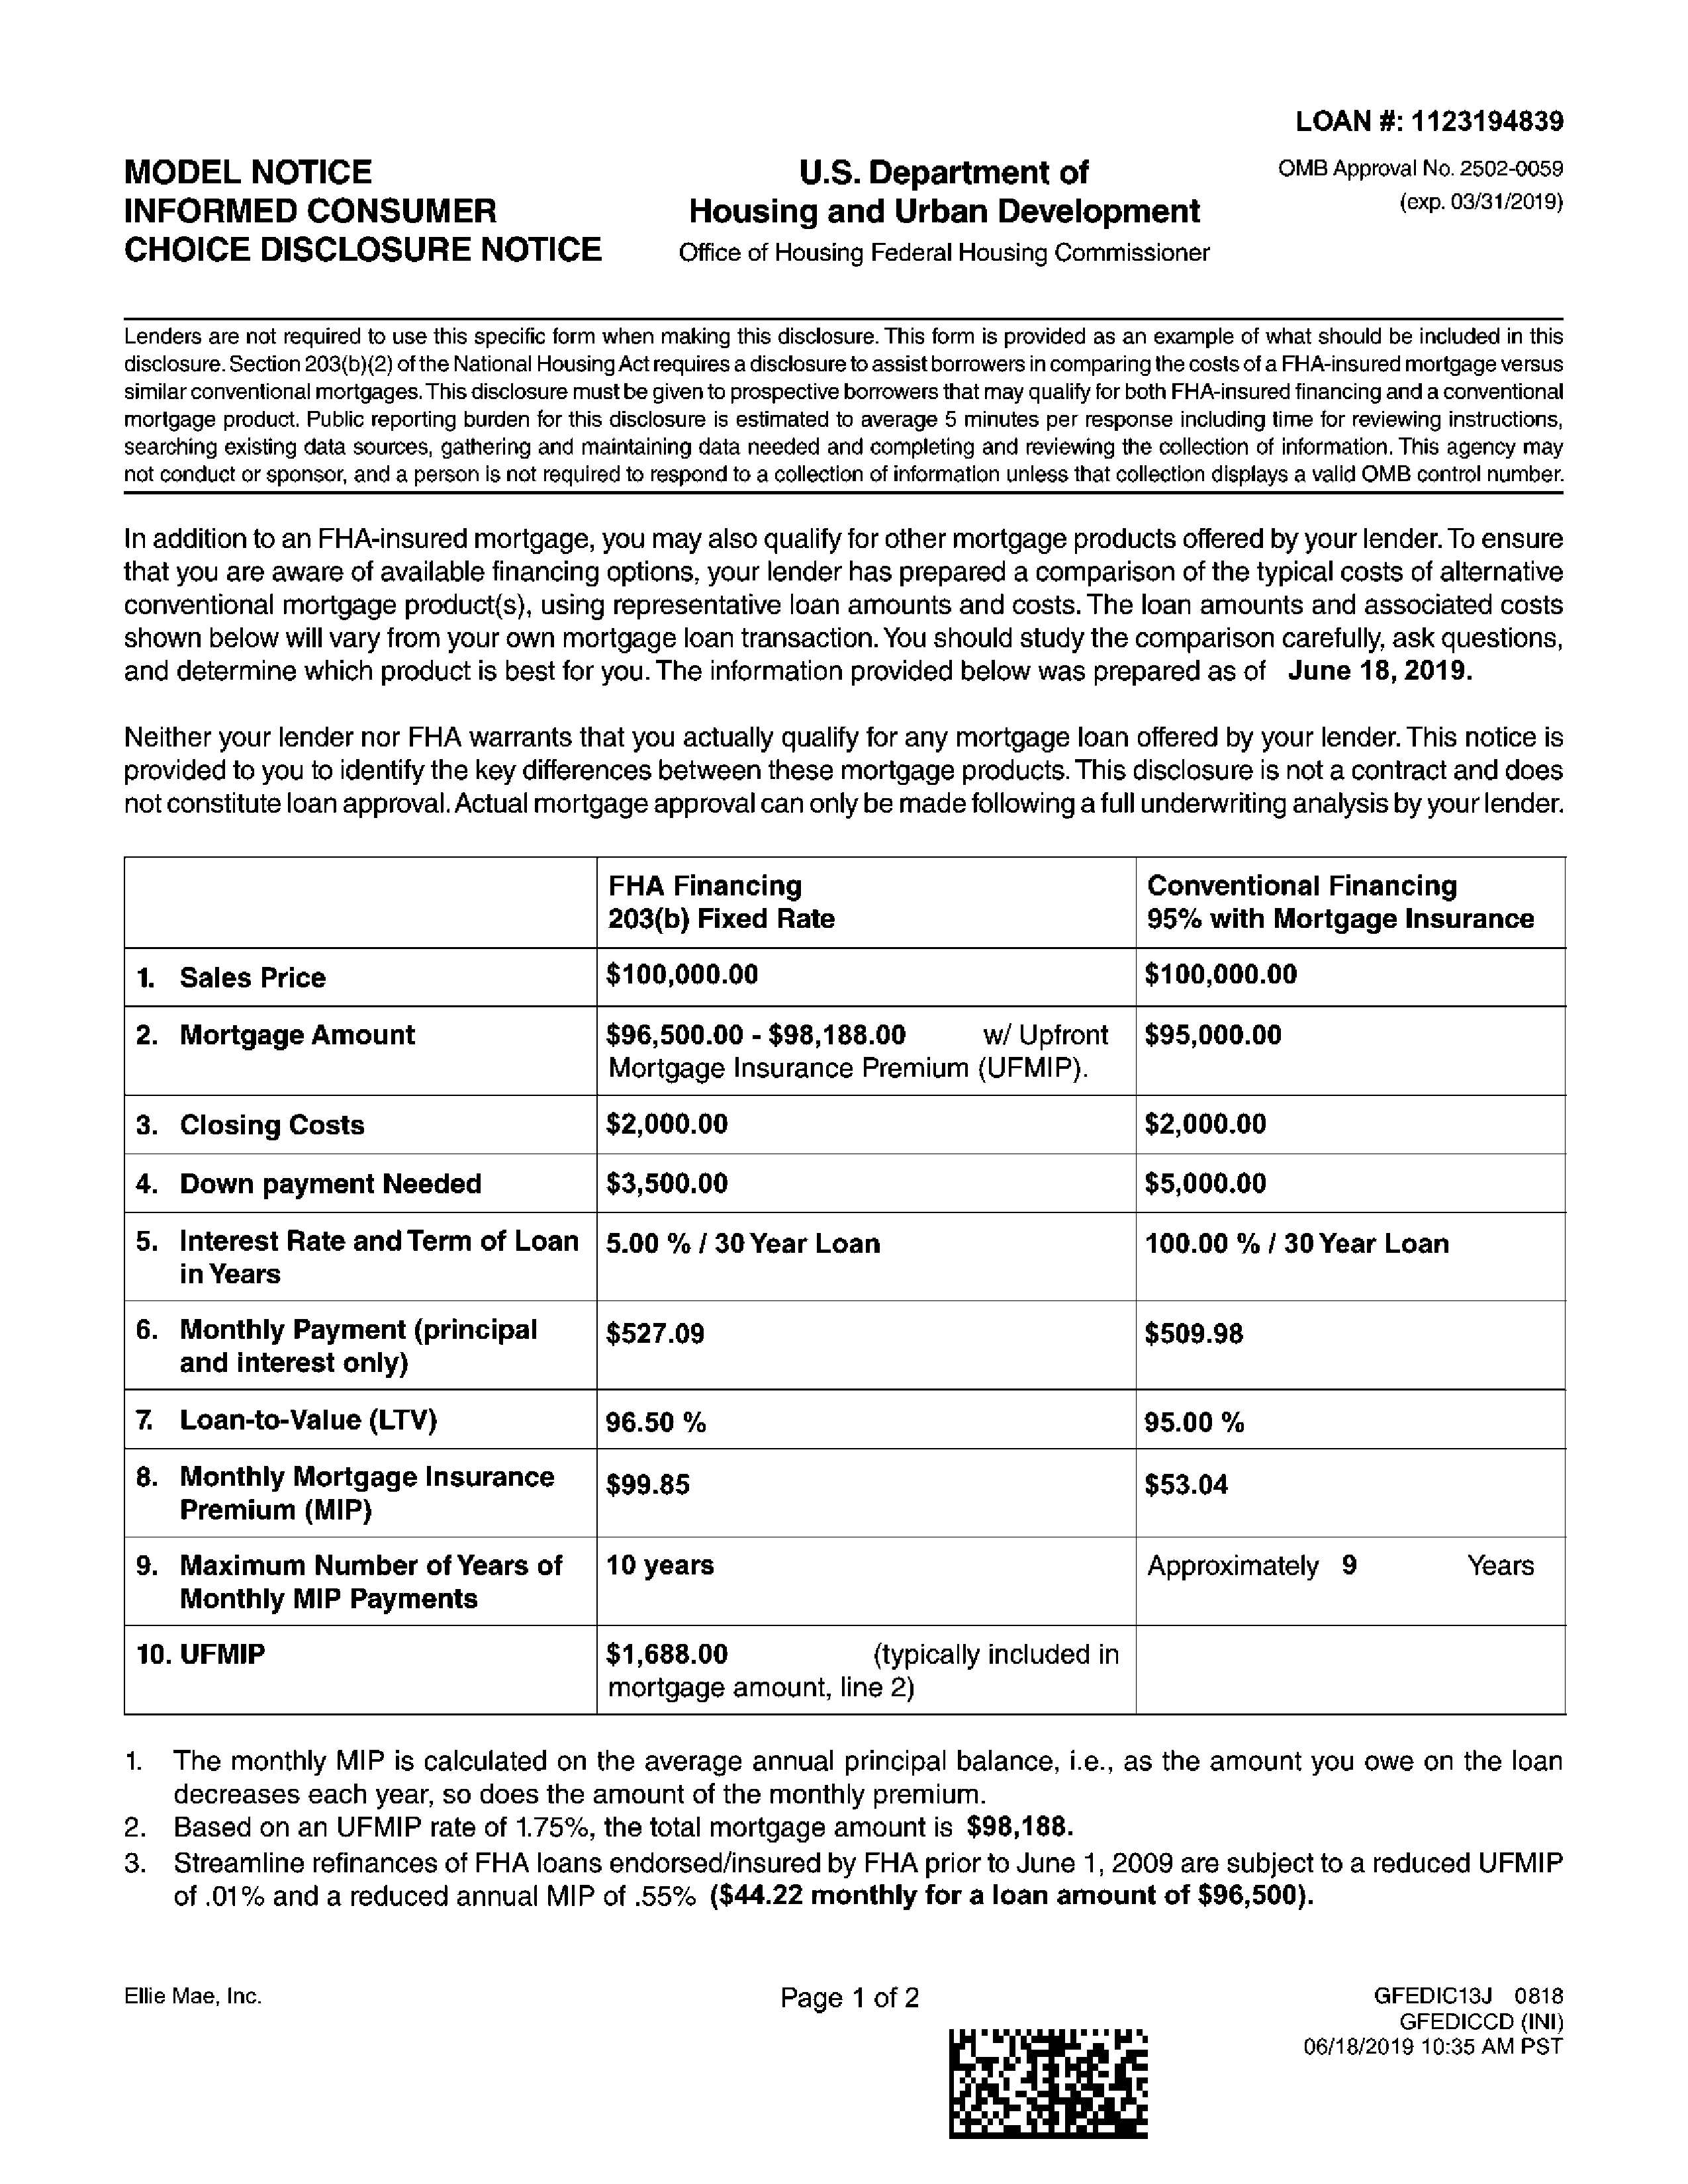 LOAN #: 1123194839
MODEL NOTICE
INFORMED CONSUMER
CHOICE DISCLOSURE NOTICE
U.S. Department of
Housing and Urban Development
Office of Housing Federal Housing Commissioner
OMB Approval No. 2502-0059
(exp. 03/31/2019)
Lenders are not required to use this specific form when making this disclosure. This form is provided as an example of what should be included in this
disclosure. Section 203(b)(2) of the National Housing Act requires a disclosure to assist borrowers in comparing the costs of a FHA-insured mortgage versus
similar conventional mortgages. This disclosure must be given to prospective borrowers that may qualify for both FHA-insured financing and a conventional
mortgage product. Public reporting burden for this disclosure is estimated to average 5 minutes per response including time for reviewing instructions,
searching existing data sources, gathering and maintaining data needed and completing and reviewing the collection of information. This agency may
not conduct or sponsor, and a person is not required to respond to a collection of information unless that collection displays a valid OMB control number.
In addition to an FHA-insured mortgage, you may also qualify for other mortgage products offered by your lender. To ensure
that you are aware of available financing options, your lender has prepared a comparison of the typical costs of alternative
conventional mortgage product(s), using representative loan amounts and costs. The loan amounts and associated costs
shown below will vary from your own mortgage loan transaction. You should study the comparison carefully, ask questions,
and determine which product is best for you. The information provided below was prepared as of June 18, 2019.
Neither your lender nor FHA warrants that you actually qualify for any mortgage loan offered by your lender. This notice is
provided to you to identify the key differences between these mortgage products. This disclosure is not a contract and does
not constitute loan approval. Actual mortgage approval can only be made following a full underwriting analysis by your lender.
FHA Financing
203(b) Fixed Rate
Conventional Financing
95% with Mortgage Insurance
1. Sales Price
$100,000.00
$100,000.00
2. Mortgage Amount
$96,500.00 - $98,188.00 w/ Upfront
Mortgage Insurance Premium (UFMIP).
$95,000.00
3. Closing Costs
$2,000.00
$2,000.00
4. Down payment Needed
$3,500.00
$5,000.00
5. Interest Rate and Term of Loan
in Years
5.00 % / 30 Year Loan
100.00 % / 30 Year Loan
6. Monthly Payment (principal
and interest only)
$527.09
$509.98
7. Loan-to-Value (LTV)
96.50 %
95.00 %
8. Monthly Mortgage Insurance
Premium (MIP)
$99.85
$53.04
9. Maximum Number of Years of
Monthly MIP Payments
10 years
Approximately 9 Years
10. UFMIP
$1,688.00 (typically included in
mortgage amount, line 2)
1. The monthly MIP is calculated on the average annual principal balance, i.e., as the amount you owe on the loan
decreases each year, so does the amount of the monthly premium.
2. Based on an UFMIP rate of 1.75%, the total mortgage amount is $98,188.
3. Streamline refinances of FHA loans endorsed/insured by FHA prior to June 1, 2009 are subject to a reduced UFMIP
of .01% and a reduced annual MIP of .55% ($44.22 monthly for a loan amount of $96,500).
Ellie Mae, Inc.
Page 1 of 2
GFEDIC13J 0818
GFEDICCD (INI)
06/18/2019 10:35 AM PST